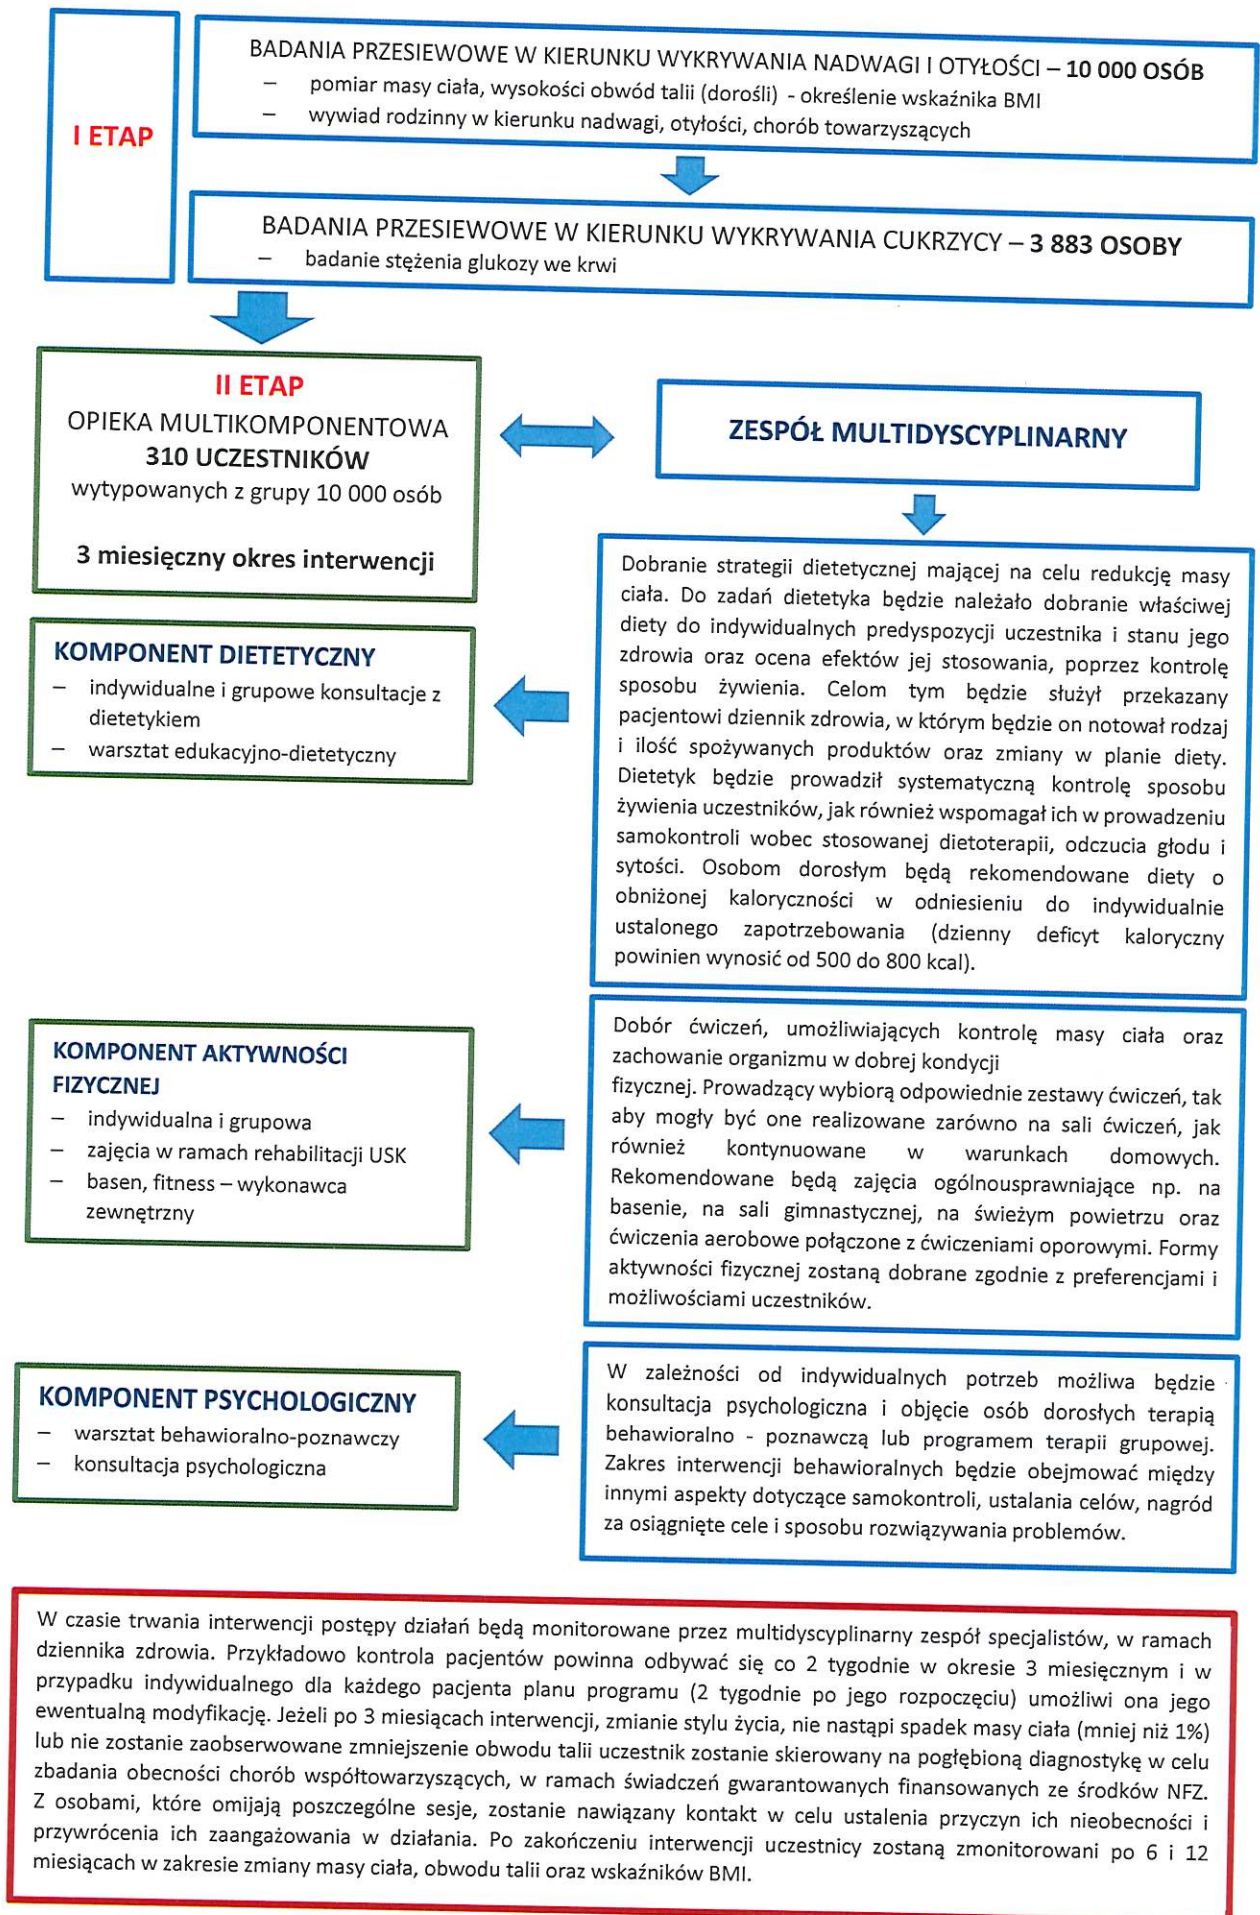 I ETAP
BADANIA PRZESIEWOWE W KIERUNKU WYKRYWANIA NADWAGI I OTYŁOŚCI – 10 000 OSÓB
– pomiar masy ciała, wysokości obwód talii (dorośli) - określenie wskaźnika BMI
– wywiad rodzinny w kierunku nadwagi, otyłości, chorób towarzyszących
BADANIA PRZESIEWOWE W KIERUNKU WYKRYWANIA CUKRZYCY – 3 883 OSOBY
– badanie stężenia glukozy we krwi
II ETAP
OPIEKA MULTIKOMPONENTOWA
310 UCZESTNIKÓW
wytypowanych z grupy 10 000 osób
3 miesięczny okres interwencji
ZESPÓŁ MULTIDYSCYPLINARNY
KOMPONENT DIETETYCZNY
– indywidualne i grupowe konsultacje z
dietetykiem
– warsztat edukacyjno-dietetyczny
Dobranie strategii dietetycznej mającej na celu redukcję masy
ciała. Do zadań dietetyka będzie należało dobranie właściwej
diety do indywidualnych predyspozycji uczestnika i stanu jego
zdrowia oraz ocena efektów jej stosowania, poprzez kontrolę
sposobu żywienia. Celom tym będzie służył przekazany
pacjentowi dziennik zdrowia, w którym będzie on notował rodzaj
i ilość spożywanych produktów oraz zmiany w planie diety.
Dietetyk będzie prowadził systematyczną kontrolę sposobu
żywienia uczestników, jak również wspomagał ich w prowadzeniu
samokontroli wobec stosowanej dietoterapii, odczucia głodu i
sytości. Osobom dorosłym będą rekomendowane diety o
obniżonej kaloryczności w odniesieniu do indywidualnie
ustalonego zapotrzebowania (dzienny deficyt kaloryczny
powinien wynosić od 500 do 800 kcal).
KOMPONENT AKTYWNOŚCI
FIZYCZNEJ
– indywidualna i grupowa
– zajęcia w ramach rehabilitacji USK
– basen, fitness – wykonawca
zewnętrzny
Dobór ćwiczeń, umożliwiających kontrolę masy ciała oraz
zachowanie organizmu w dobrej kondycji
fizycznej. Prowadzący wybiorą odpowiednie zestawy ćwiczeń, tak
aby mogły być one realizowane zarówno na sali ćwiczeń, jak
również kontynuowane w warunkach domowych.
Rekomendowane będą zajęcia ogólnousprawniające np. na
basenie, na sali gimnastycznej, na świeżym powietrzu oraz
ćwiczenia aerobowe połączone z ćwiczeniami oporowymi. Formy
aktywności fizycznej zostaną dobrane zgodnie z preferencjami i
możliwościami uczestników.
KOMPONENT PSYCHOLOGICZNY
– warsztat behawioralno-poznawczy
– konsultacja psychologiczna
W zależności od indywidualnych potrzeb możliwa będzie
konsultacja psychologiczna i objęcie osób dorosłych terapią
behawioralno - poznawczą lub programem terapii grupowej.
Zakres interwencji behawioralnych będzie obejmować między
innymi aspekty dotyczące samokontroli, ustalania celów, nagród
za osiągnięte cele i sposobu rozwiązywania problemów.
W czasie trwania interwencji postępy działań będą monitorowane przez multidyscyplinarny zespół specjalistów, w ramach
dziennika zdrowia. Przykładowo kontrola pacjentów powinna odbywać się co 2 tygodnie w okresie 3 miesięcznym i w
przypadku indywidualnego dla każdego pacjenta planu programu (2 tygodnie po jego rozpoczęciu) umożliwi ona jego
ewentualną modyfikację. Jeżeli po 3 miesiącach interwencji, zmianie stylu życia, nie nastąpi spadek masy ciała (mniej niż 1%)
lub nie zostanie zaobserwowane zmniejszenie obwodu talii uczestnik zostanie skierowany na pogłębioną diagnostykę w celu
zbadania obecności chorób współtowarzyszących, w ramach świadczeń gwarantowanych finansowanych ze środków NFZ.
Z osobami, które omijają poszczególne sesje, zostanie nawiązany kontakt w celu ustalenia przyczyn ich nieobecności i
przywrócenia ich zaangażowania w działania. Po zakończeniu interwencji uczestnicy zostaną zmonitorowani po 6 i 12
miesiącach w zakresie zmiany masy ciała, obwodu talii oraz wskaźników BMI.